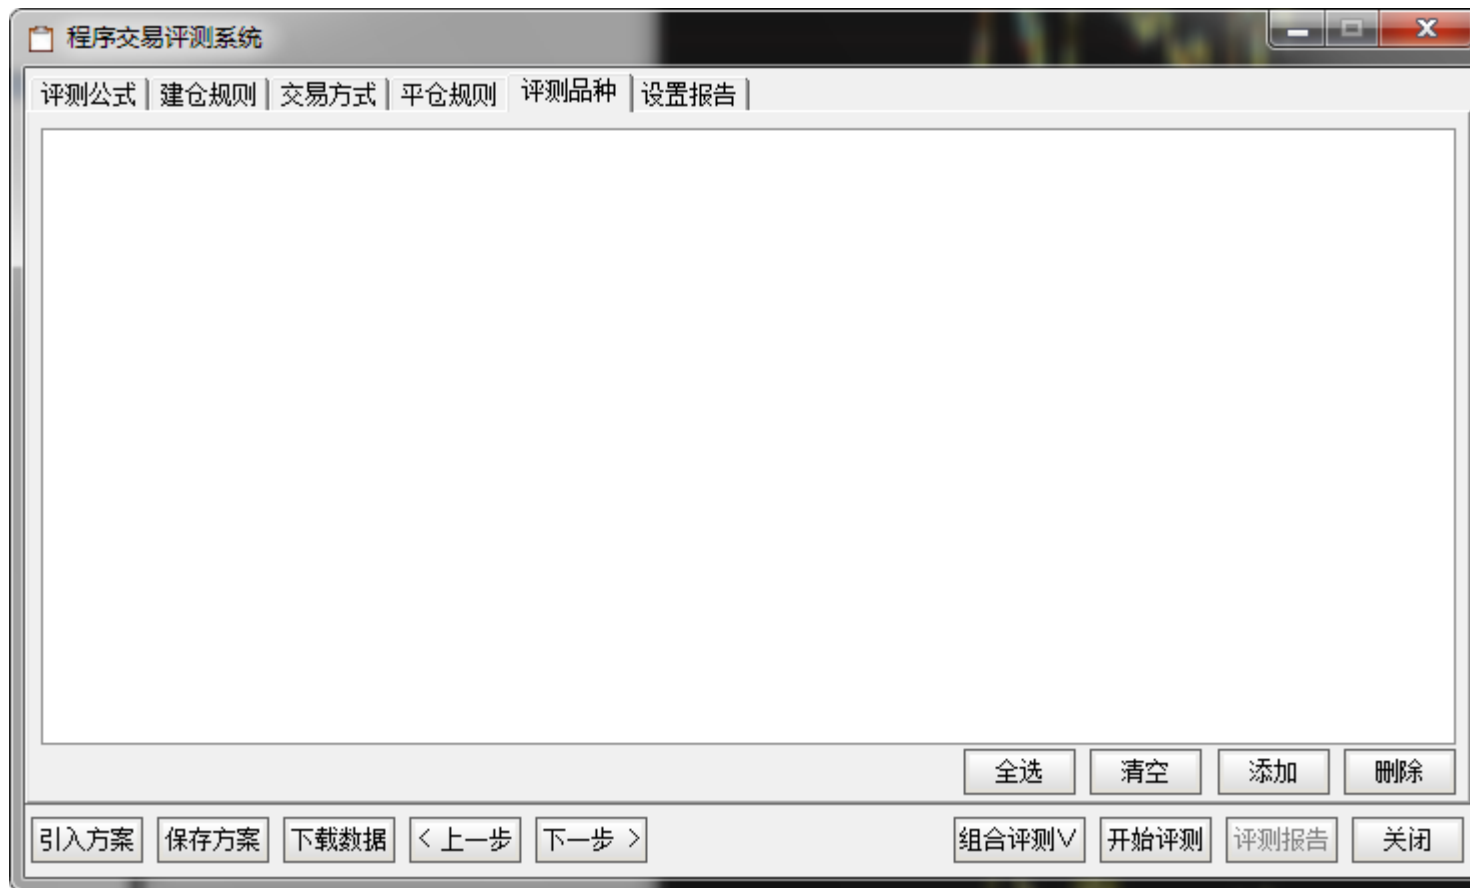 程序交易评测系统
评测公式 建仓规则 交易方式 平仓规则 评测品种 设置报告
全选 清空 添加 删除
引入方案 保存方案 下载数据 < 上一步 下一步 > 组合评测∨ 开始评测 评测报告 关闭